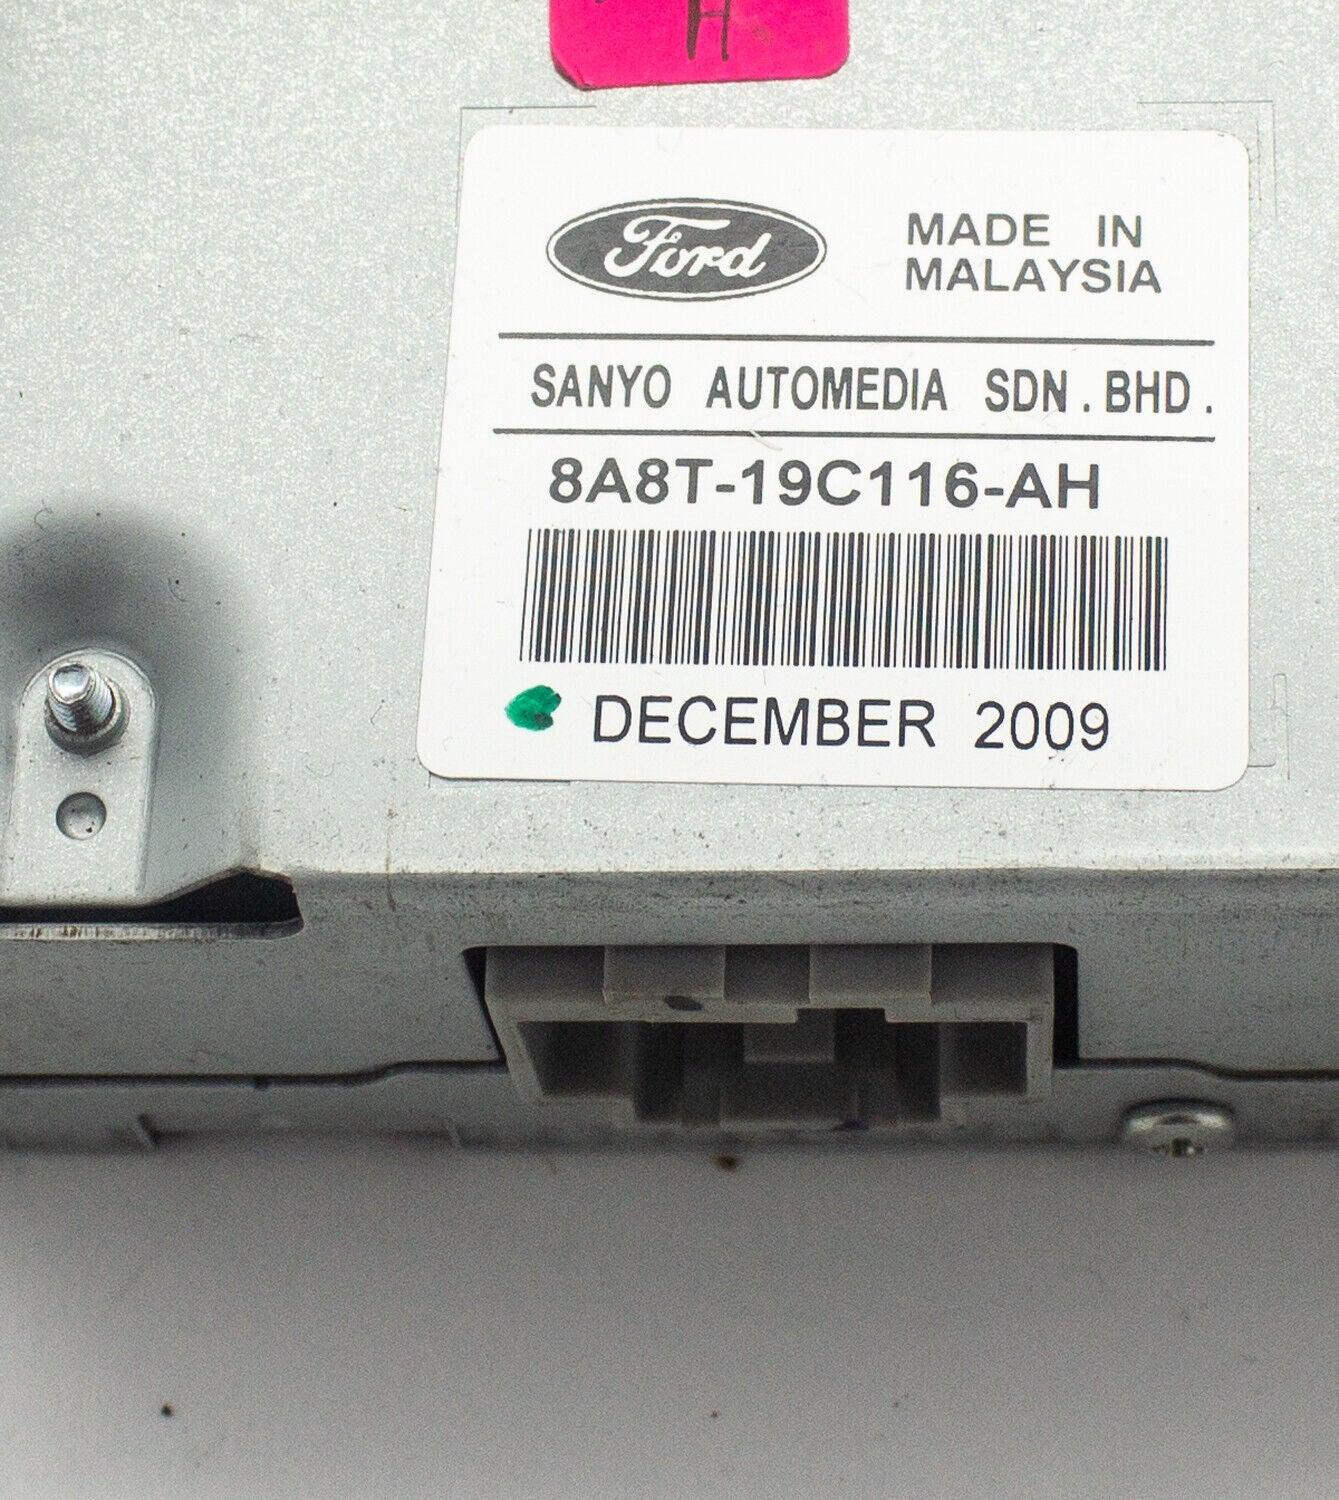 H
Ford
MADE IN
MALAYSIA
SANYO AUTOMEDIA SDN.BHD.
8A8T-19C116-AH
DECEMBER 2009